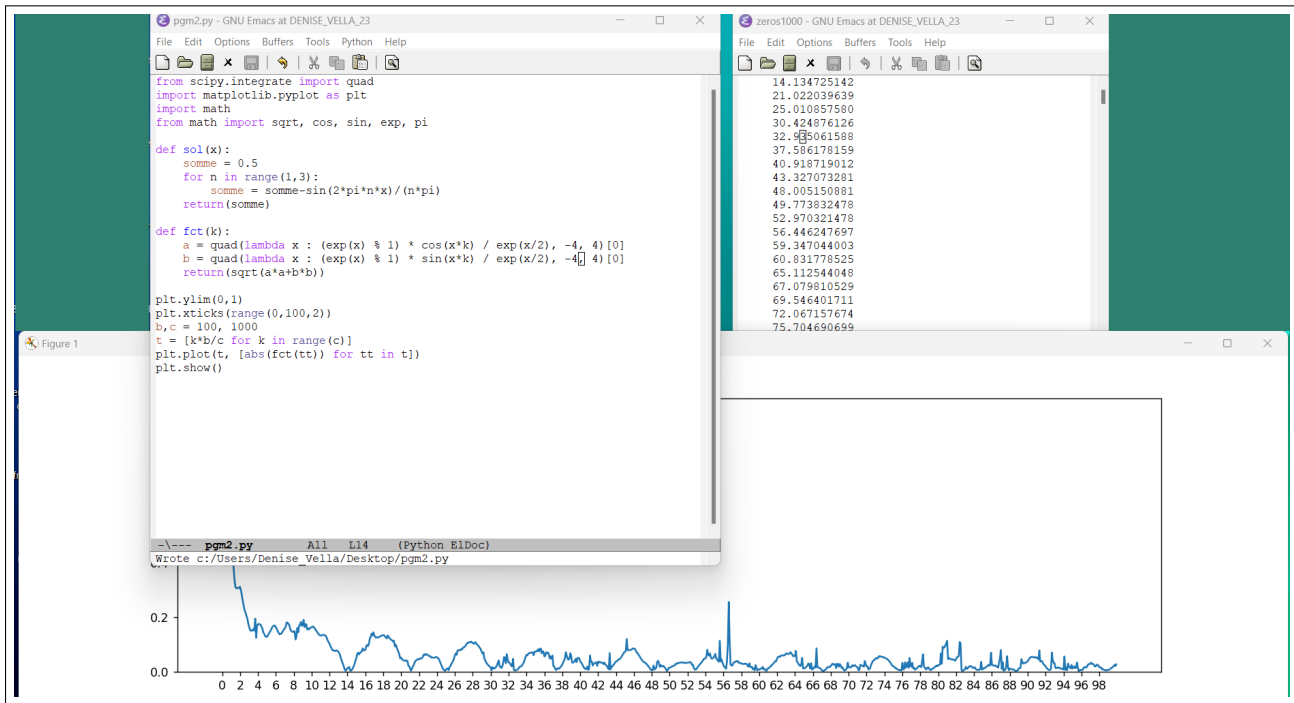 pgm2.py - GNU Emacs at DENISE_VELLA_23
File Edit Options Buffers Tools Python Help
from scipy.integrate import quad
import matplotlib.pyplot as plt
import math
from math import sqrt, cos, sin, exp, pi
def sol(x):
somme = 0.5
for n in range(1,3):
somme = somme-sin(2*pi*n*x)/(n*pi)
return(somme)
def fct(k):
a = quad(lambda x : (exp(x) % 1) * cos(x*k) / exp(x/2), -4, 4)[0]
b = quad(lambda x : (exp(x) % 1) * sin(x*k) / exp(x/2), -4, 4)[0]
return(sqrt(a*a+b*b))
plt.ylim(0,1)
plt.xticks(range(0,100,2))
b,c = 100, 1000
t = [k*b/c for k in range(c)]
plt.plot(t, [abs(fct(tt)) for tt in t])
plt.show()
-\--- pgm2.py All L14 (Python ElDoc)
Wrote c:/Users/Denise_Vella/Desktop/pgm2.py
zeros1000 - GNU Emacs at DENISE_VELLA_23
File Edit Options Buffers Tools Help
14.134725142
21.022039639
25.010857580
30.424876126
32.935061588
37.586178159
40.918719012
43.327073281
48.005150881
49.773832478
52.970321478
56.446247697
59.347044003
60.831778525
65.112544048
67.079810529
69.546401711
72.067157674
75.704690699
Figure 1
0.2
0.0
0 2 4 6 8 10 12 14 16 18 20 22 24 26 28 30 32 34 36 38 40 42 44 46 48 50 52 54 56 58 60 62 64 66 68 70 72 74 76 78 80 82 84 86 88 90 92 94 96 98